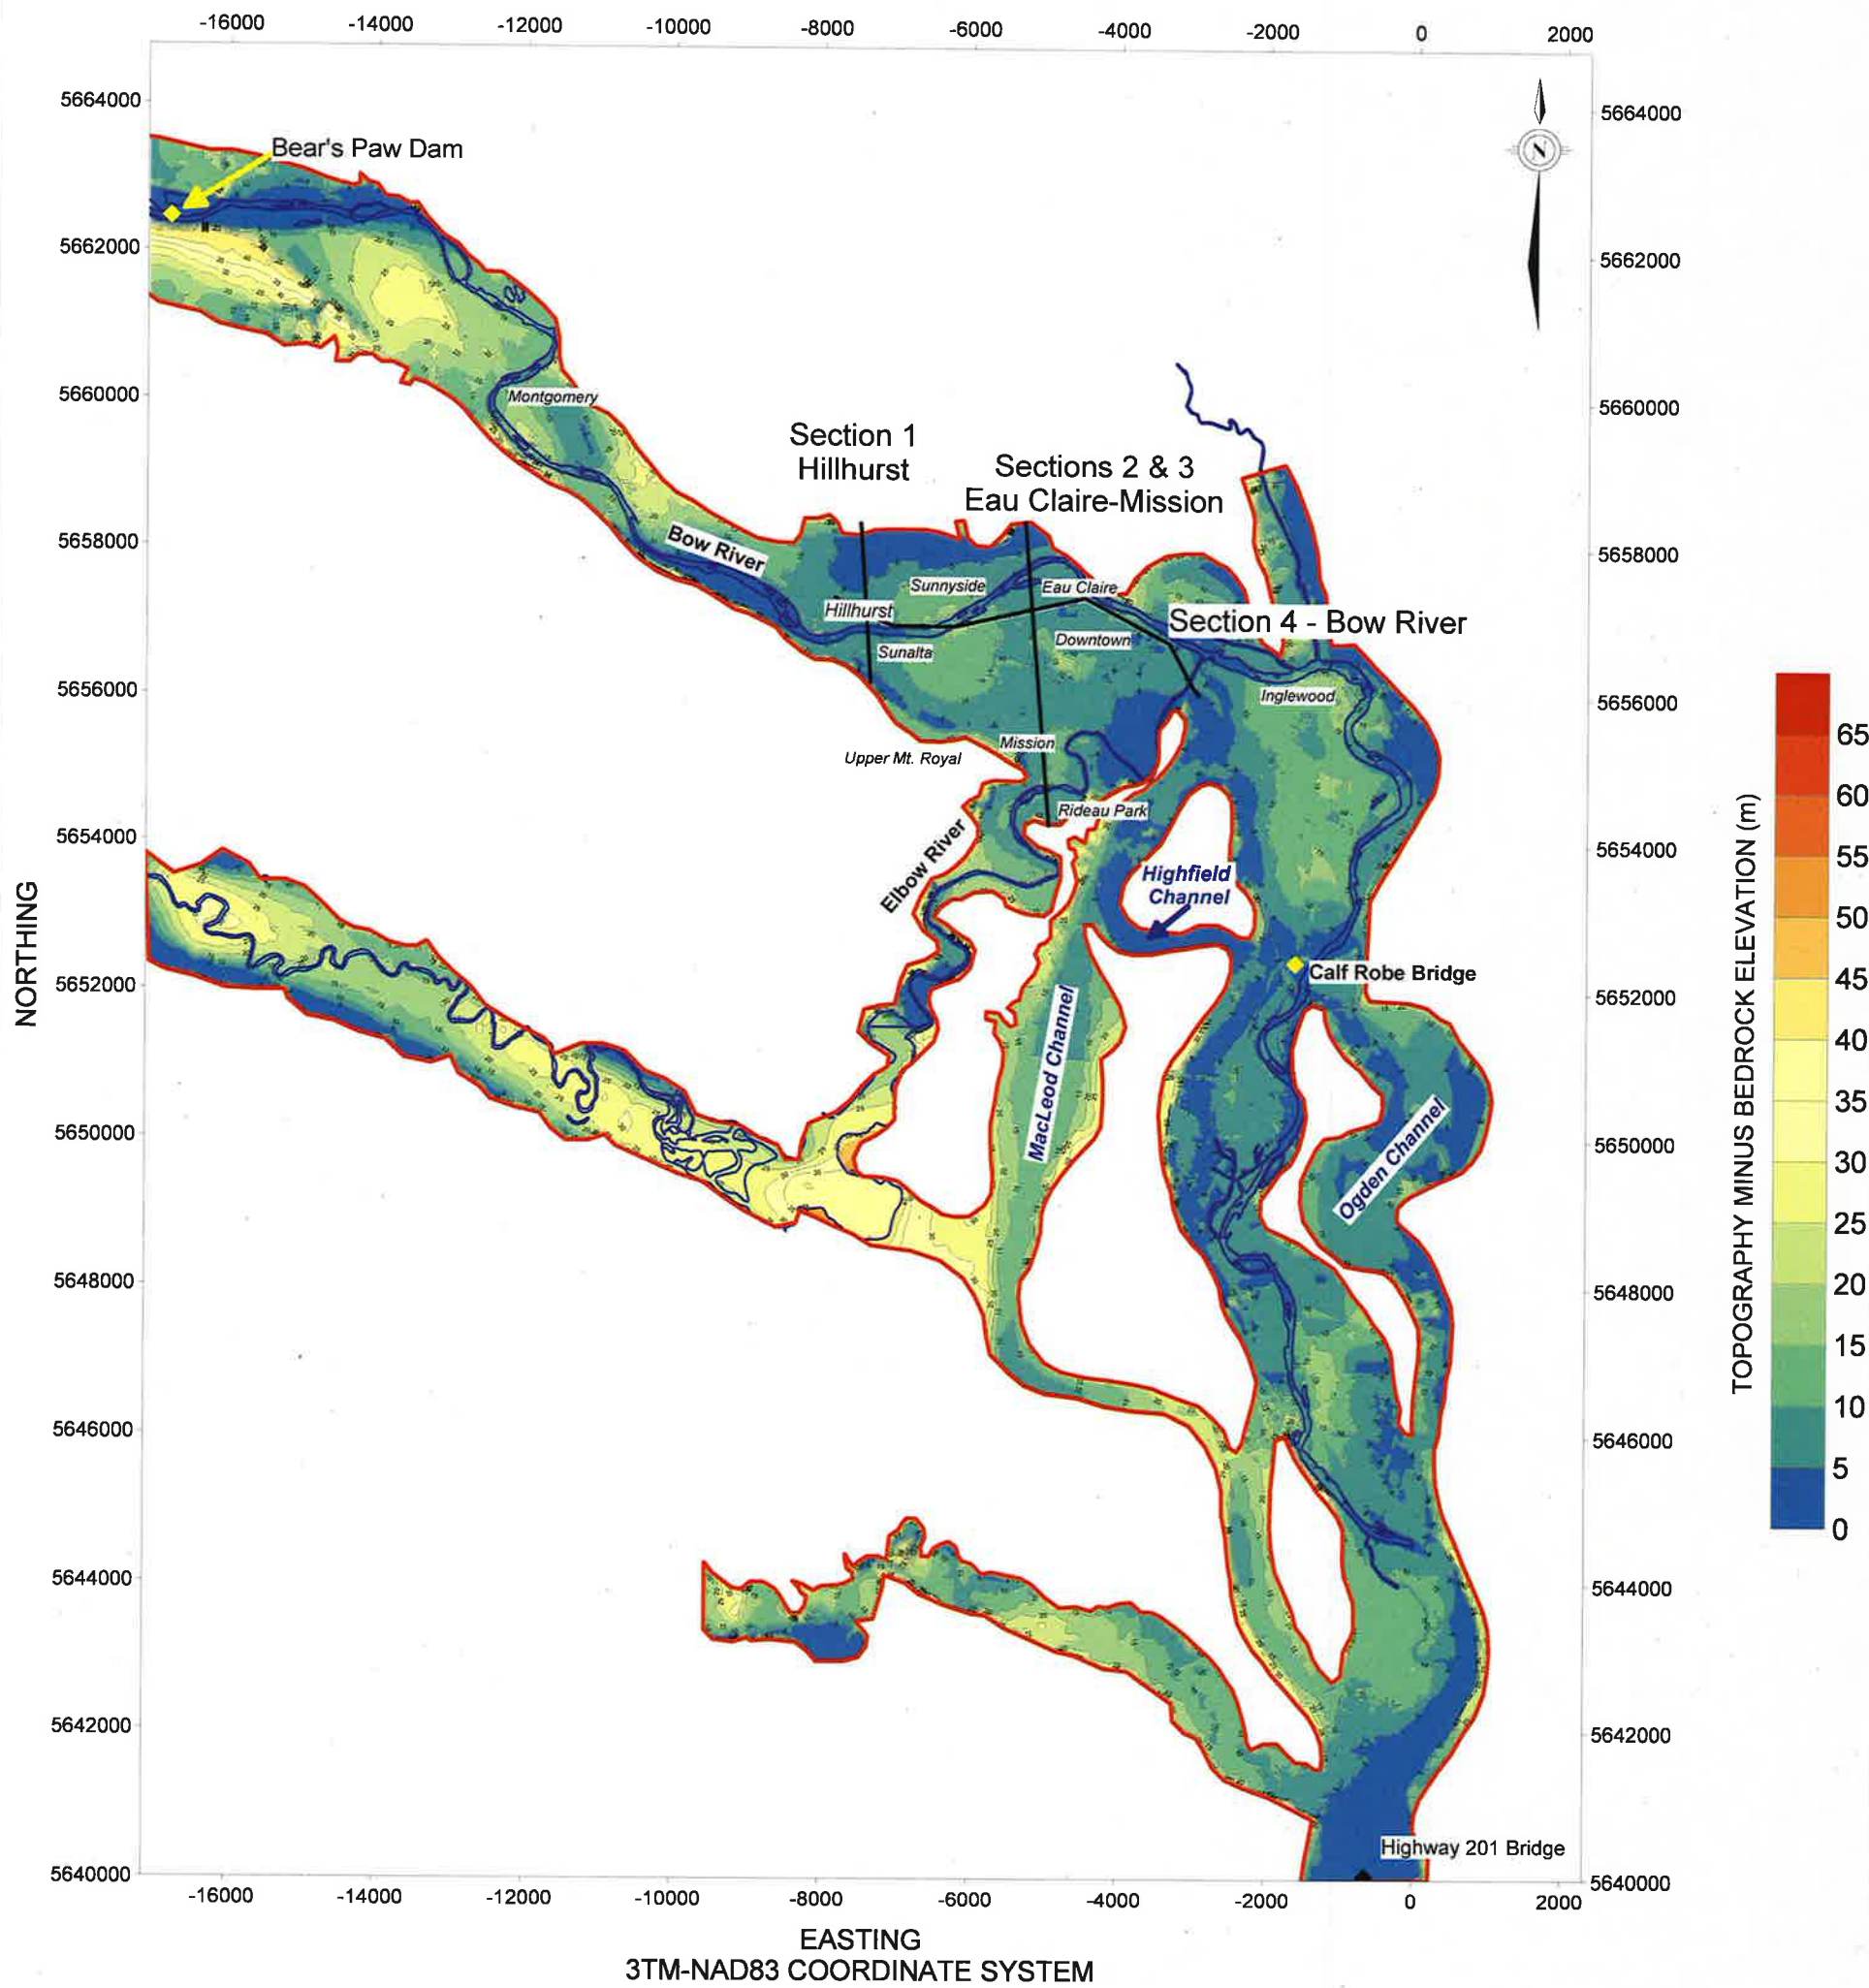 -16000 -14000 -12000 -10000 -8000 -6000 -4000 -2000 0 2000
5664000 5664000
N
Bear's Paw Dam
5662000 5662000
5660000 5660000
Montgomery
Section 1
Hillhurst
Sections 2 & 3
Eau Claire-Mission
5658000 5658000
Bow River
Sunnyside
Eau Claire
Hillhurst
Section 4 - Bow River
Downtown
Sunalta
5656000 5656000
Inglewood
Mission
Upper Mt. Royal
Rideau Park
5654000 5654000
Elbow River
Highfield
Channel
Calf Robe Bridge
5652000 5652000
MacLeod Channel
5650000 5650000
Ogden Channel
5648000 5648000
5646000 5646000
5644000 5644000
5642000 5642000
Highway 201 Bridge
5640000 5640000
-16000 -14000 -12000 -10000 -8000 -6000 -4000 -2000 0 2000
NORTHING
EASTING
3TM-NAD83 COORDINATE SYSTEM
TOPOGRAPHY MINUS BEDROCK ELEVATION (m)
65
60
55
50
45
40
35
30
25
20
15
10
5
0